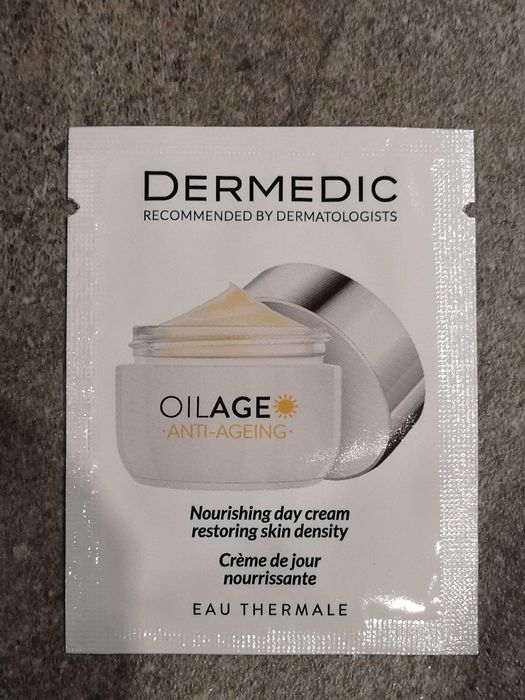 DERMEDIC
RECOMMENDED BY DERMATOLOGISTS
OILAGE
·ANTI-AGEING·
Nourishing day cream
restoring skin density
Crème de jour
nourrissante
EAU THERMALE